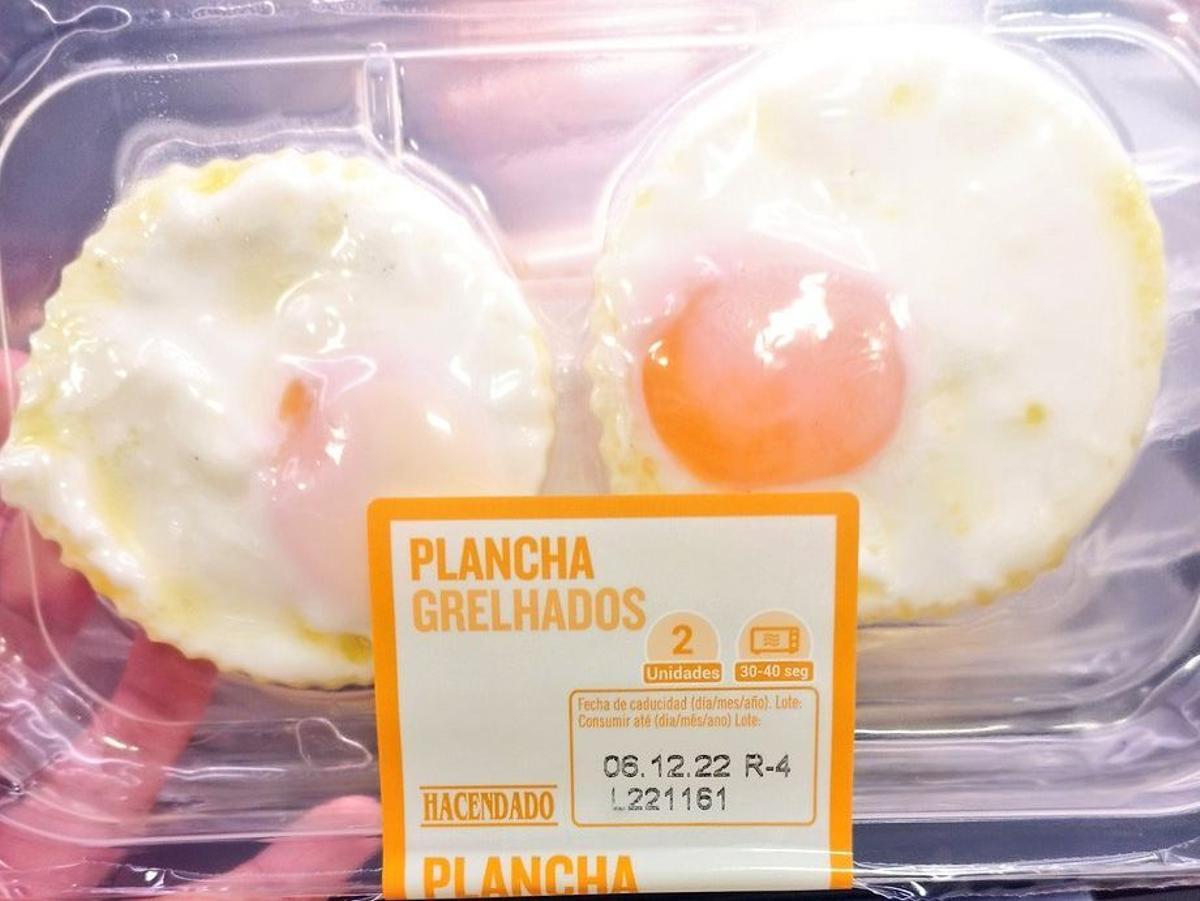 PLANCHA
GRELHADOS
2
Unidades
30-40 seg
Fecha de caducidad (día/mes/año). Lote:
Consumir até (dia/mês/ano) Lote:
06.12.22 R-4
L221161
HACENDADO
PLANCHA